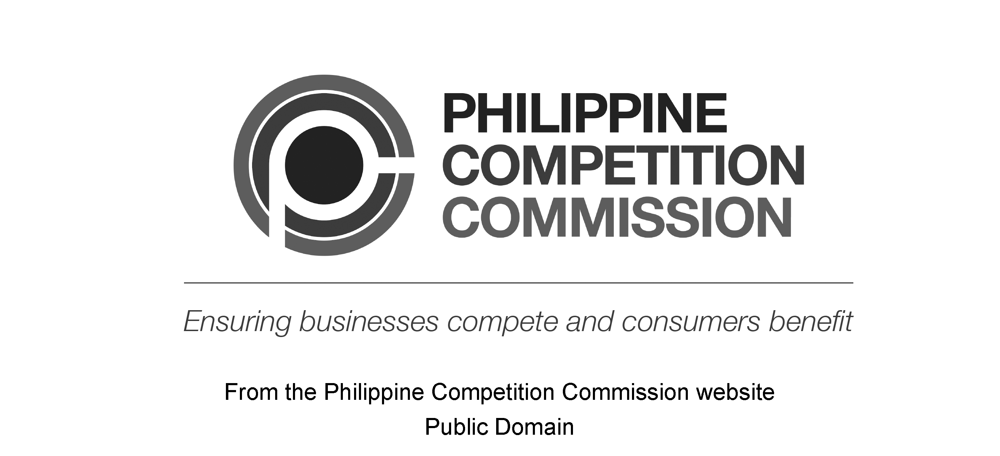 PHILIPPINE
COMPETITION
COMMISSION
Ensuring businesses compete and consumers benefit
From the Philippine Competition Commission website
Public Domain